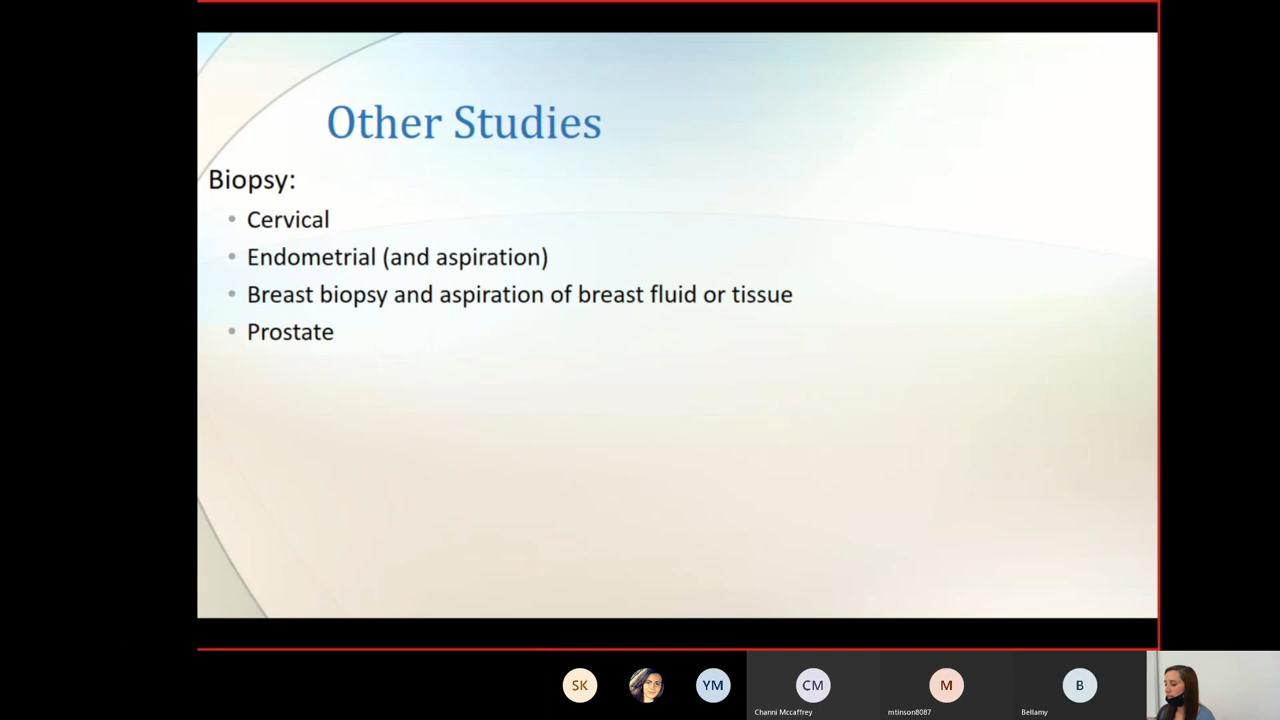 Other Studies
Biopsy:
• Cervical
• Endometrial (and aspiration)
• Breast biopsy and aspiration of breast fluid or tissue
• Prostate
SK
YM
CM
M
B
Channi Mccaffrey
mtinson8087
Bellamy